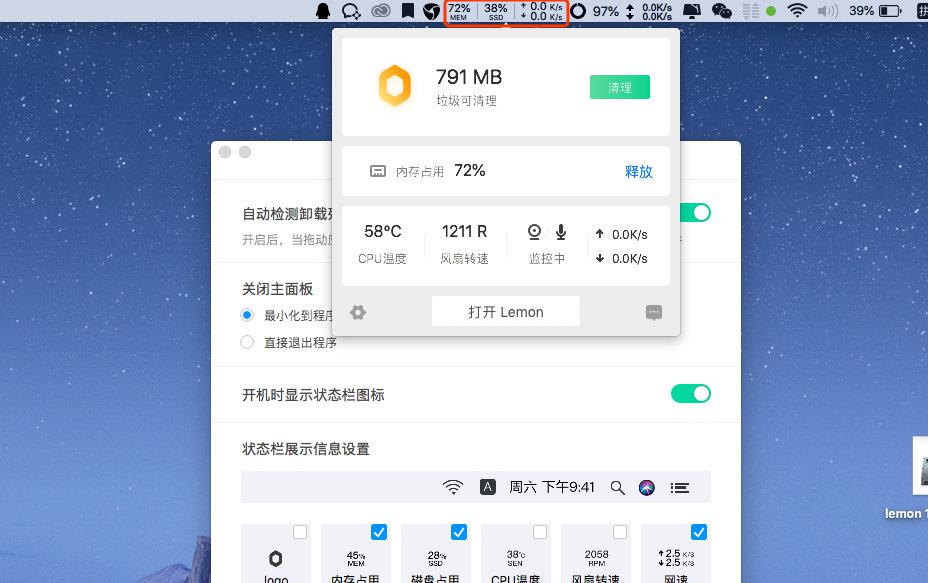 72% MEM 38% SSD ↑ 0.0 K/s ↓ 0.0 K/s 97% 0.0K/s 0.0K/s 39% 拼
791 MB
垃圾可清理
清理
内存占用 72%
释放
58°C
CPU温度
1211 R
风扇转速
监控中
↑ 0.0K/s
↓ 0.0K/s
打开 Lemon
自动检测卸载
开启后，当拖动
关闭主面板
最小化到程序
直接退出程序
开机时显示状态栏图标
状态栏展示信息设置
A 周六 下午9:41
logo
45% MEM
内存占用
28% SSD
磁盘占用
38°c SEN
CPU温度
2058 RPM
风扇转速
↑ 2.5 K/s
↓ 2.5 K/s
网速
lemon